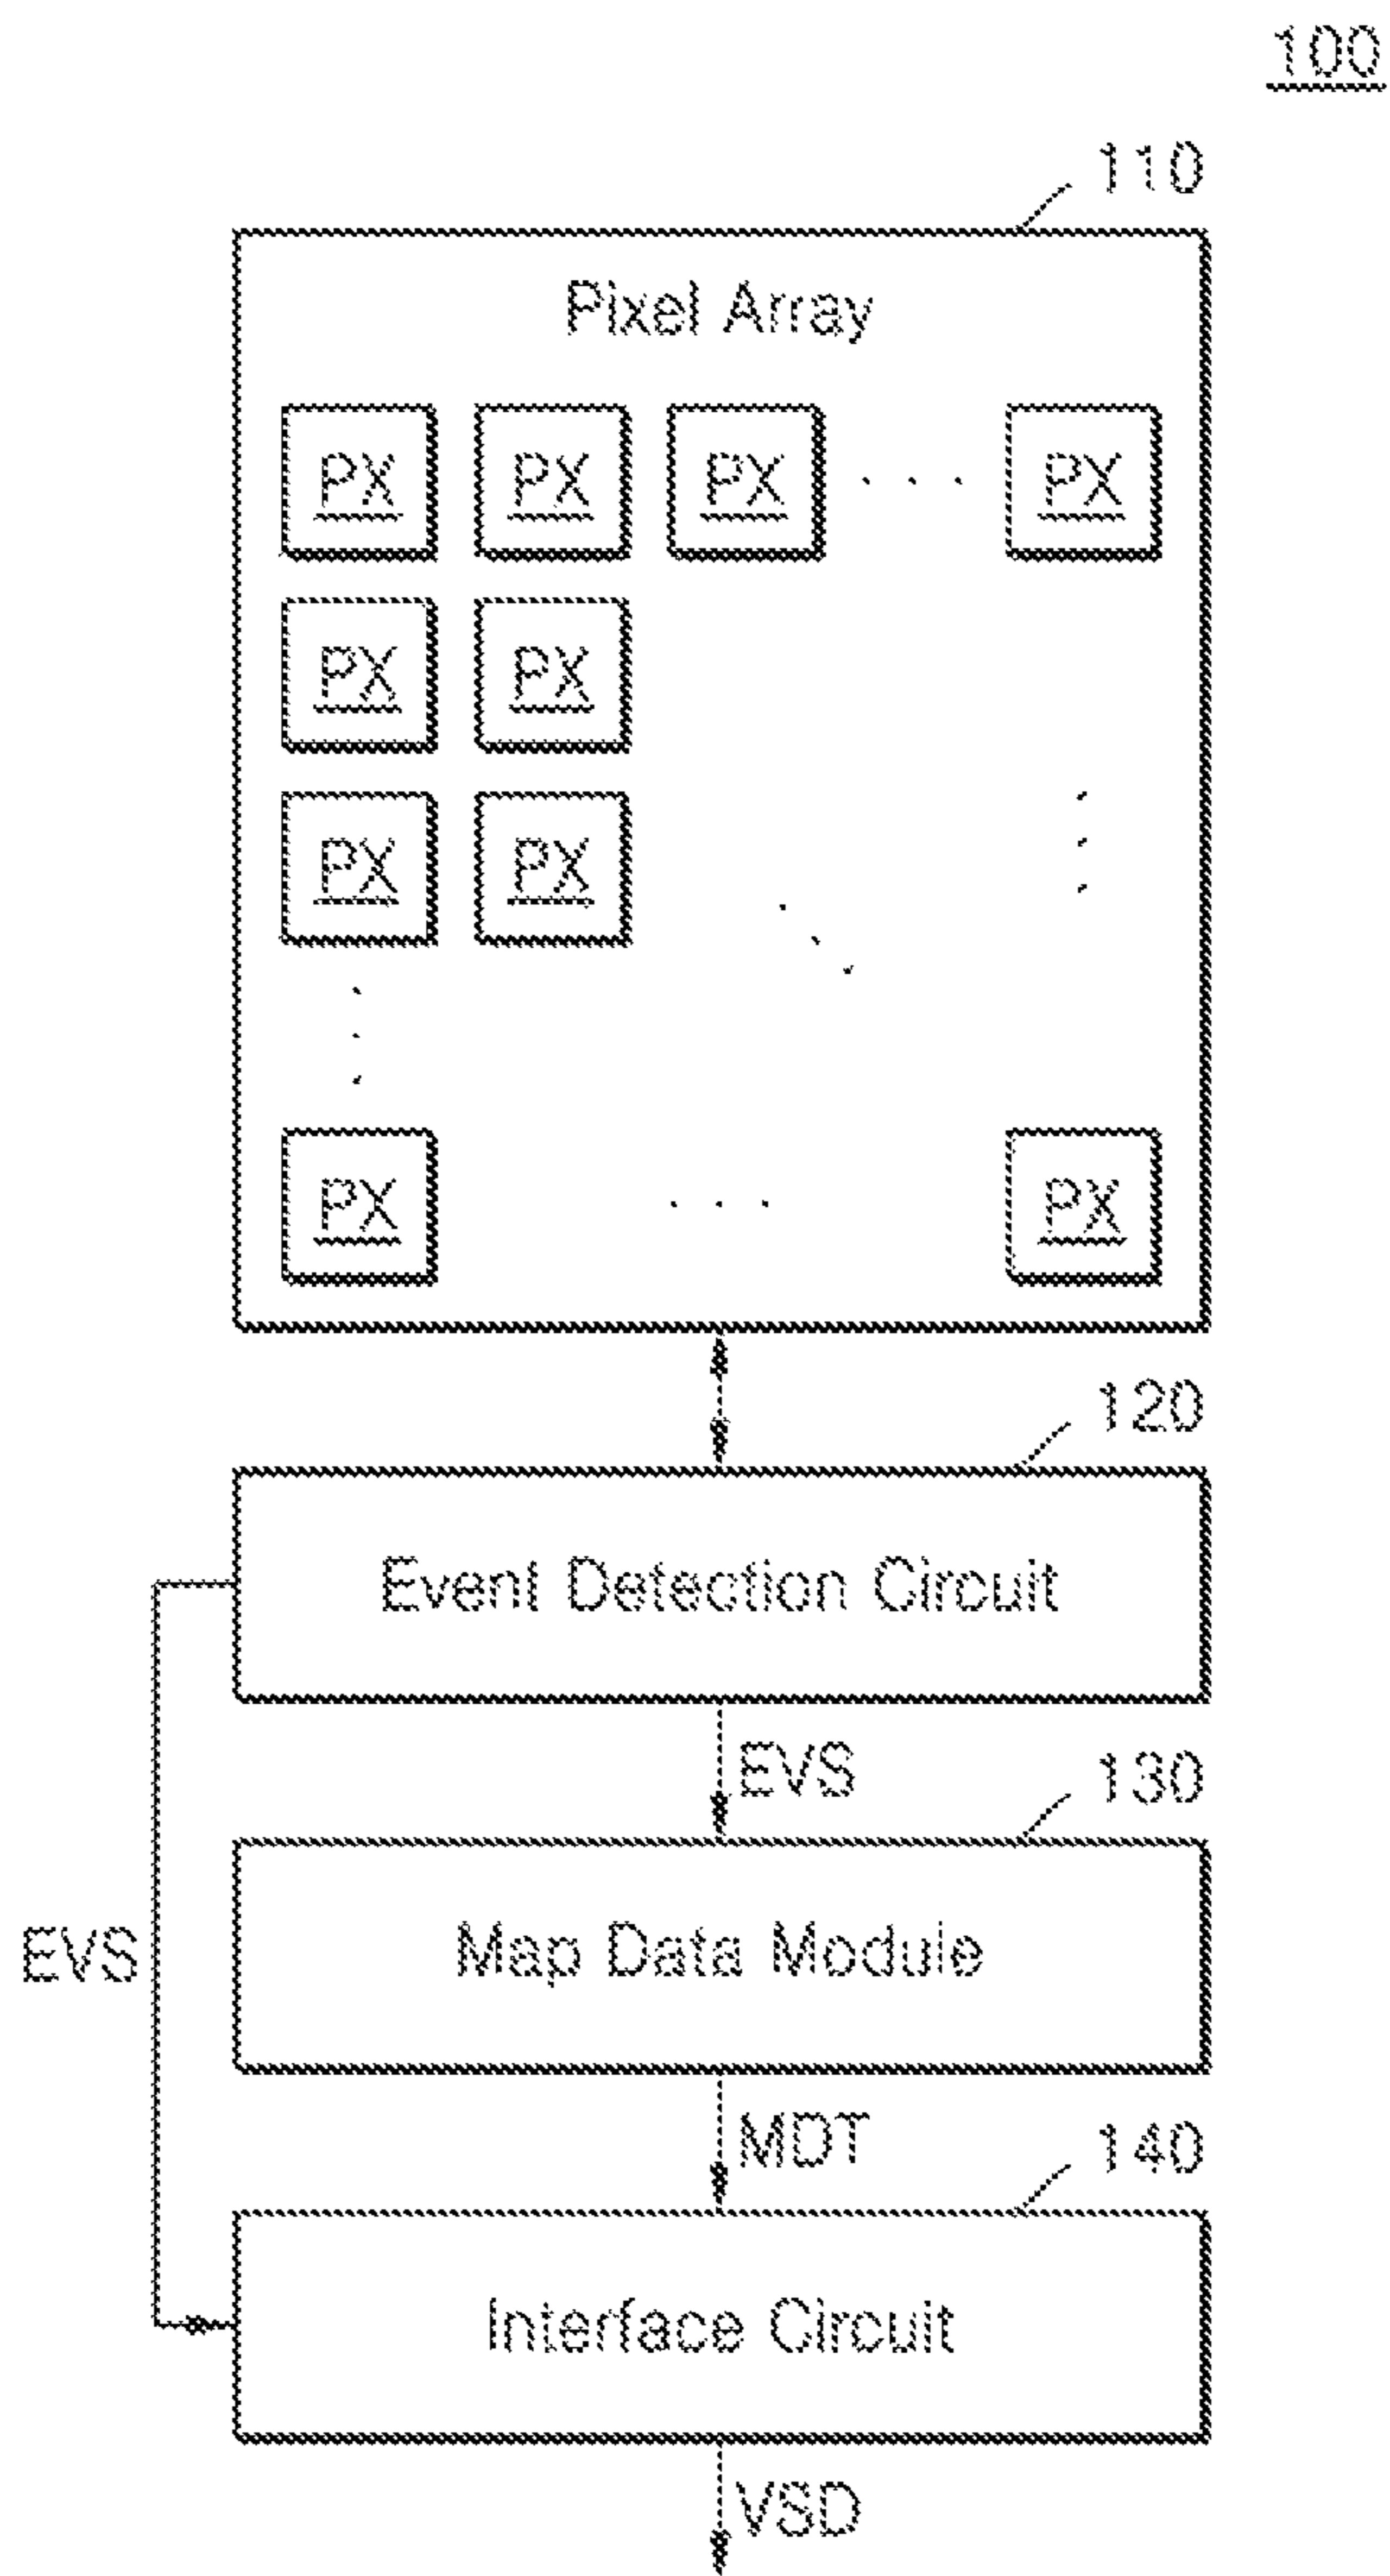 100
110
Pixel Array
PX PX PX · · · PX
PX PX
PX PX
PX · · · PX
120
Event Detection Circuit
EVS
130
EVS
Map Data Module
MDT
140
Interface Circuit
VSD